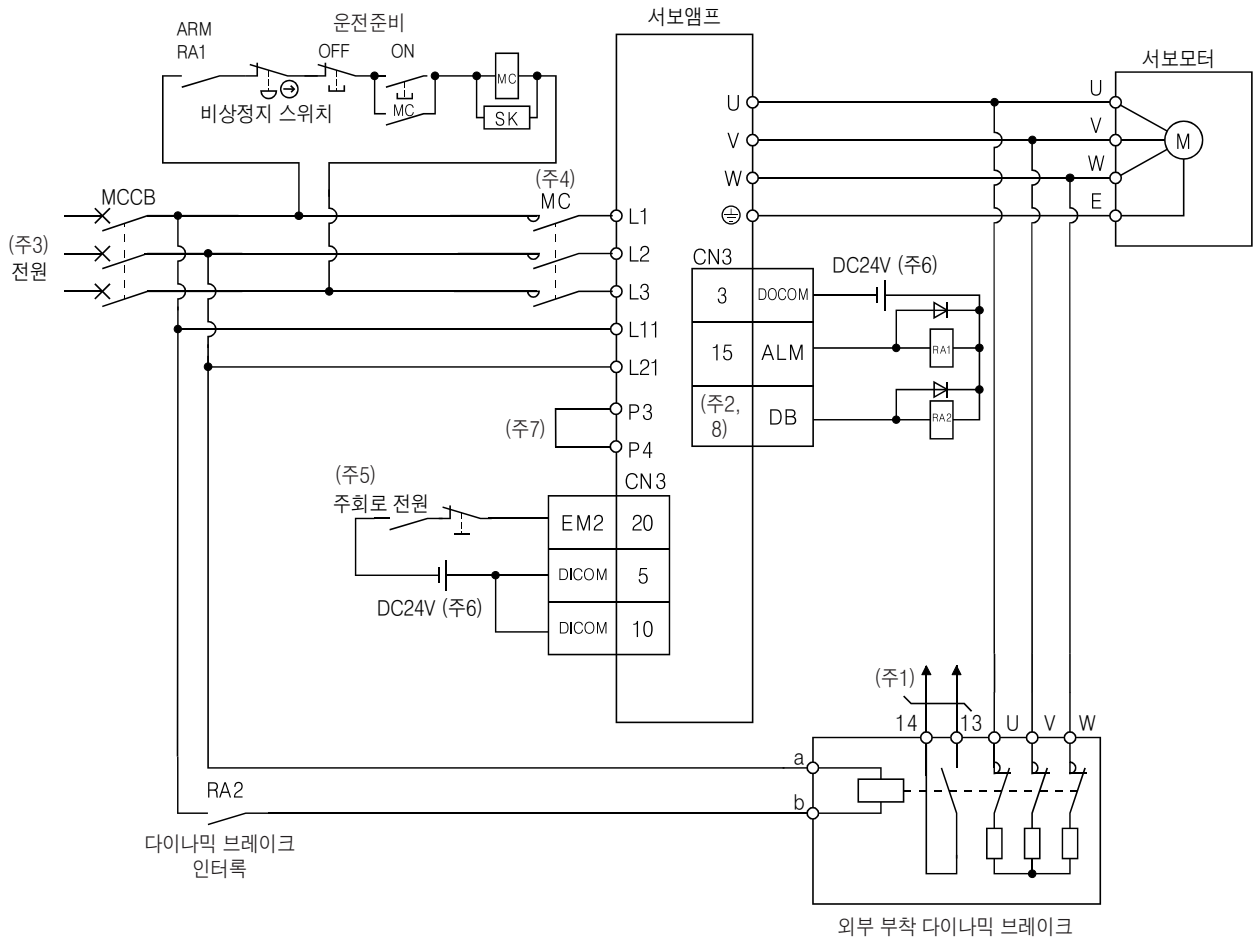 서보앰프
ARM
RA1
운전준비
OFF
ON
MC
SK
MC
비상정지 스위치
서보모터
U
V
W
U
V
W
E
M
MCCB
(주4)
MC
(주3)
전원
L1
L2
L3
L11
L21
P3
P4
(주7)
CN3
DC24V (주6)
3
DOCOM
15
ALM
(주2,
8)
DB
RA1
RA2
(주5)
주회로 전원
CN3
EM2
20
DICOM
5
DICOM
10
DC24V (주6)
(주1)
14
13
U
V
W
a
b
RA2
다이나믹 브레이크
인터록
외부 부착 다이나믹 브레이크